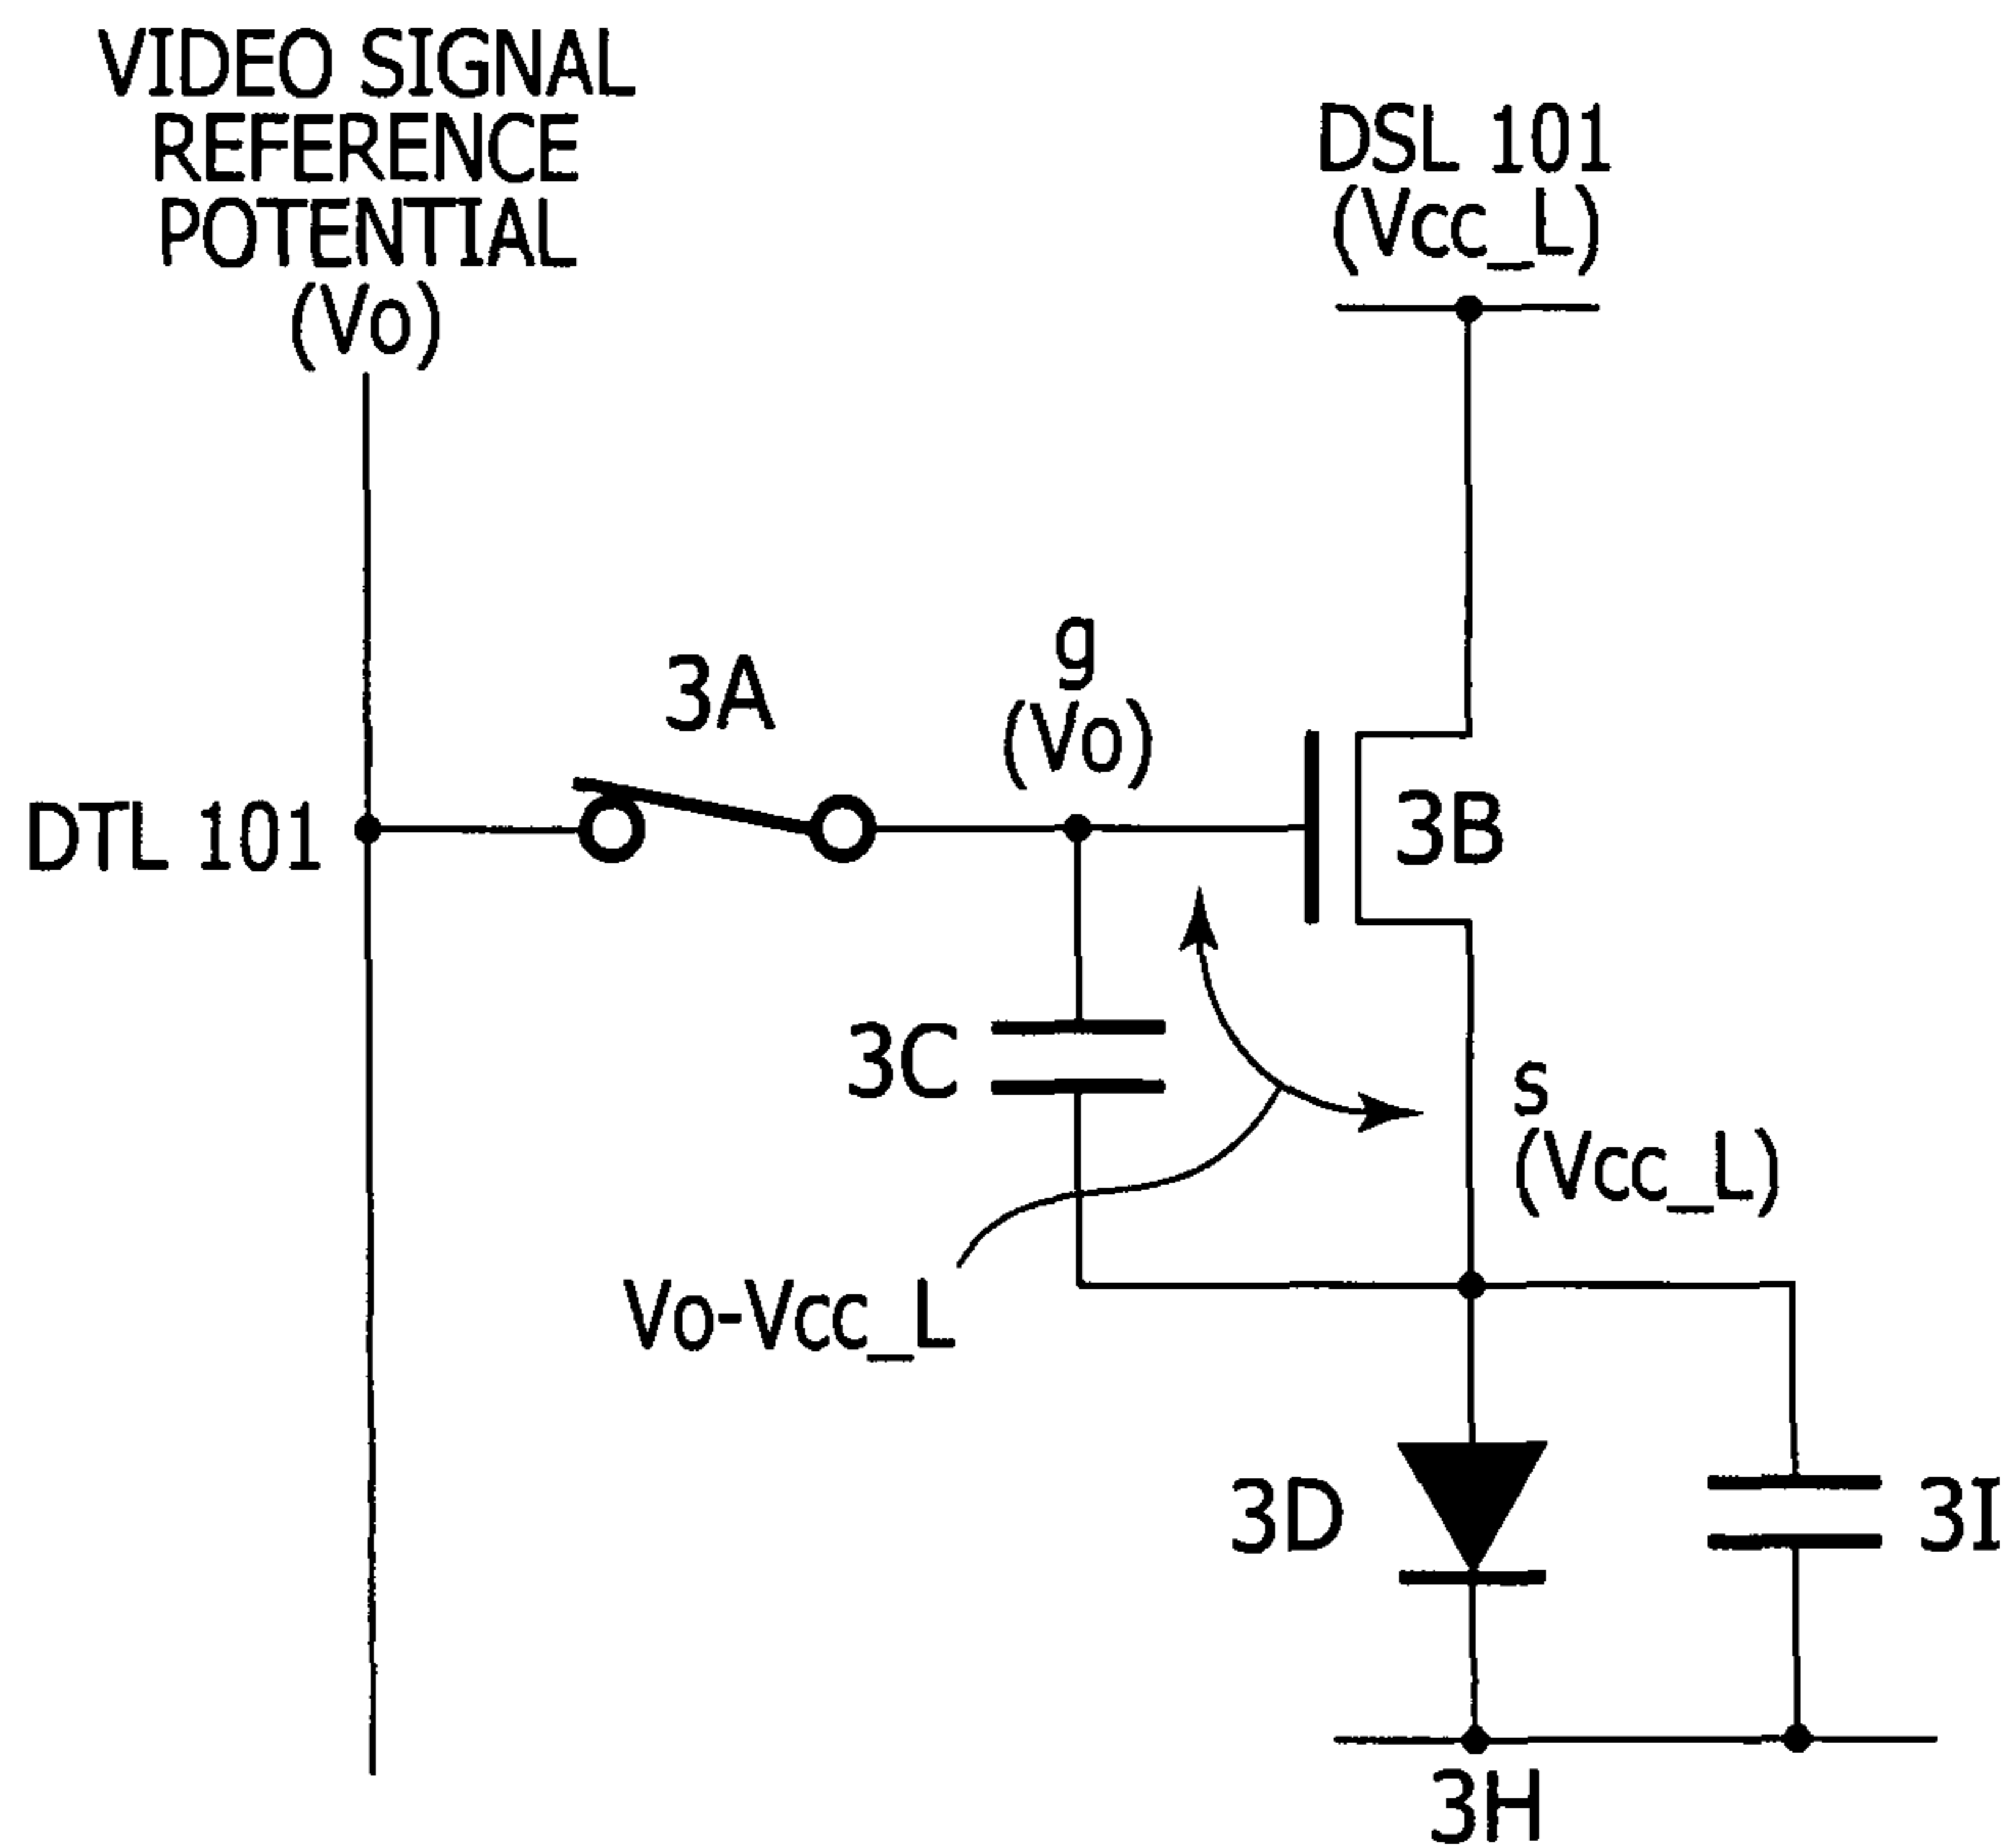 VIDEO SIGNAL
REFERENCE
POTENTIAL
(Vo)
DSL 101
(Vcc_L)
3A
g
(Vo)
DTL 101
3B
3C
s
(Vcc_L)
Vo-Vcc_L
3D
3I
3H